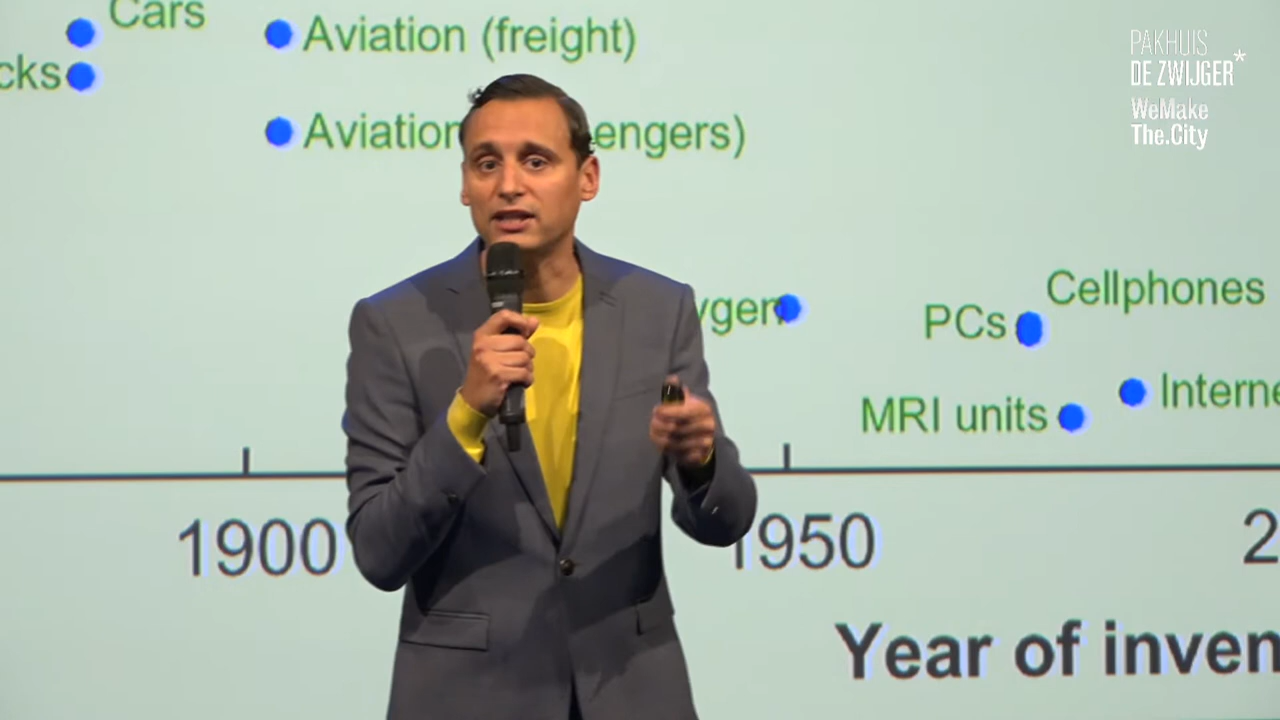 Cars
Aviation (freight)
PAKHUIS
DE ZWIJGER*
WeMake
The.City
cks
Aviation engers)
Cellphones
ygen
PCs
Interne
MRI units
1900
1950
2
Year of inven